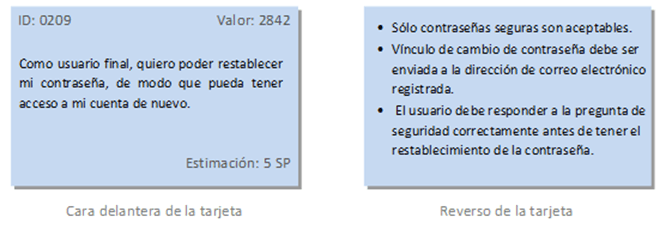 ID: 0209 Valor: 2842
Como usuario final, quiero poder restablecer
mi contraseña, de modo que pueda tener
acceso a mi cuenta de nuevo.
Estimación: 5 SP
Cara delantera de la tarjeta
• Sólo contraseñas seguras son aceptables.
• Vínculo de cambio de contraseña debe ser
enviada a la dirección de correo electrónico
registrada.
• El usuario debe responder a la pregunta de
seguridad correctamente antes de tener el
restablecimiento de la contraseña.
Reverso de la tarjeta